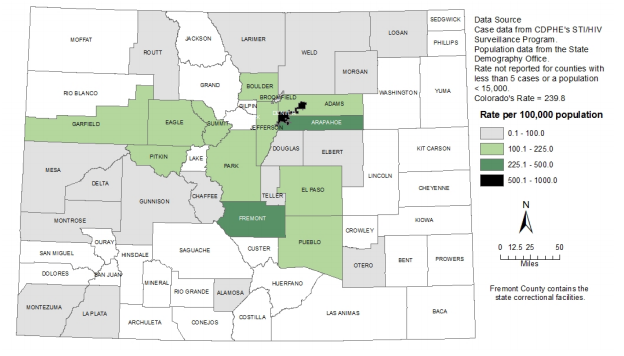 Data Source
Case data from CDPHE's STI/HIV
Surveillance Program.
Population data from the State
Demography Office.
Rate not reported for counties with
less than 5 cases or a population
< 15,000.
Colorado's Rate = 239.8
Rate per 100,000 population
0.1 - 100.0
100.1 - 225.0
225.1 - 500.0
500.1 - 1000.0
N
0 12.5 25 50
Miles
Fremont County contains the
state correctional facilities.
SEDGWICK
LOGAN
MOFFAT
JACKSON
LARIMER
WELD
PHILLIPS
ROUTT
MORGAN
GRAND
BOULDER
RIO BLANCO
WASHINGTON
YUMA
BROOMFIELD
GILPIN
ADAMS
GARFIELD
EAGLE
SUMMIT
JEFFERSON
ARAPAHOE
DOUGLAS
ELBERT
KIT CARSON
PITKIN
LAKE
PARK
MESA
LINCOLN
DELTA
CHEYENNE
GUNNISON
CHAFFEE
TELLER
EL PASO
MONTROSE
FREMONT
KIOWA
CROWLEY
OURAY
SAGUACHE
CUSTER
PUEBLO
SAN MIGUEL
HINSDALE
OTERO
BENT
PROWERS
DOLORES
SAN JUAN
MINERAL
RIO GRANDE
ALAMOSA
HUERFANO
MONTEZUMA
LA PLATA
ARCHULETA
CONEJOS
COSTILLA
LAS ANIMAS
BACA